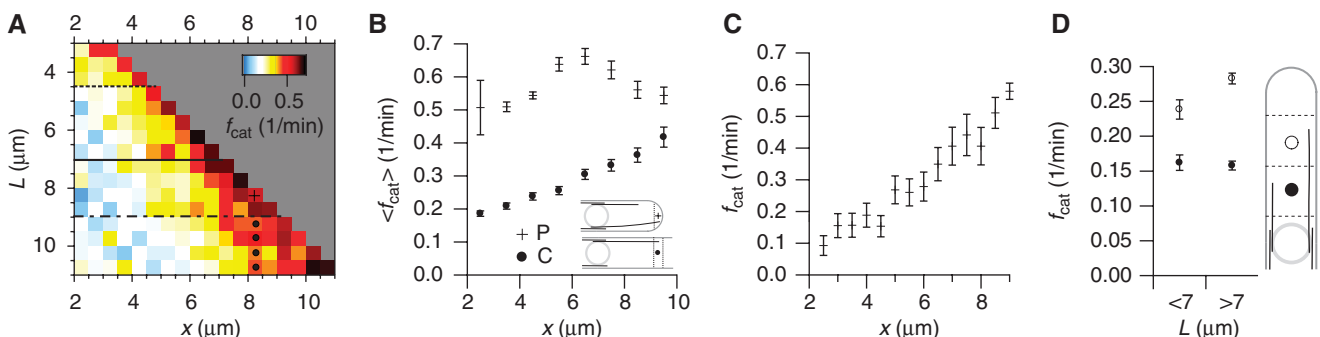 A
2 4 6 8 10
4
6
8
10
L (μm)
0.0 0.5
fcat (1/min)
2 4 6 8 10
x (μm)
B
0.7
0.6
0.5
0.4
0.3
0.2
0.1
0.0
<fcat> (1/min)
P
C
2 4 6 8 10
x (μm)
C
0.7
0.6
0.5
0.4
0.3
0.2
0.1
0.0
fcat (1/min)
2 4 6 8
x (μm)
D
0.30
0.25
0.20
0.15
0.10
0.05
0.00
fcat (1/min)
<7 >7
L (μm)